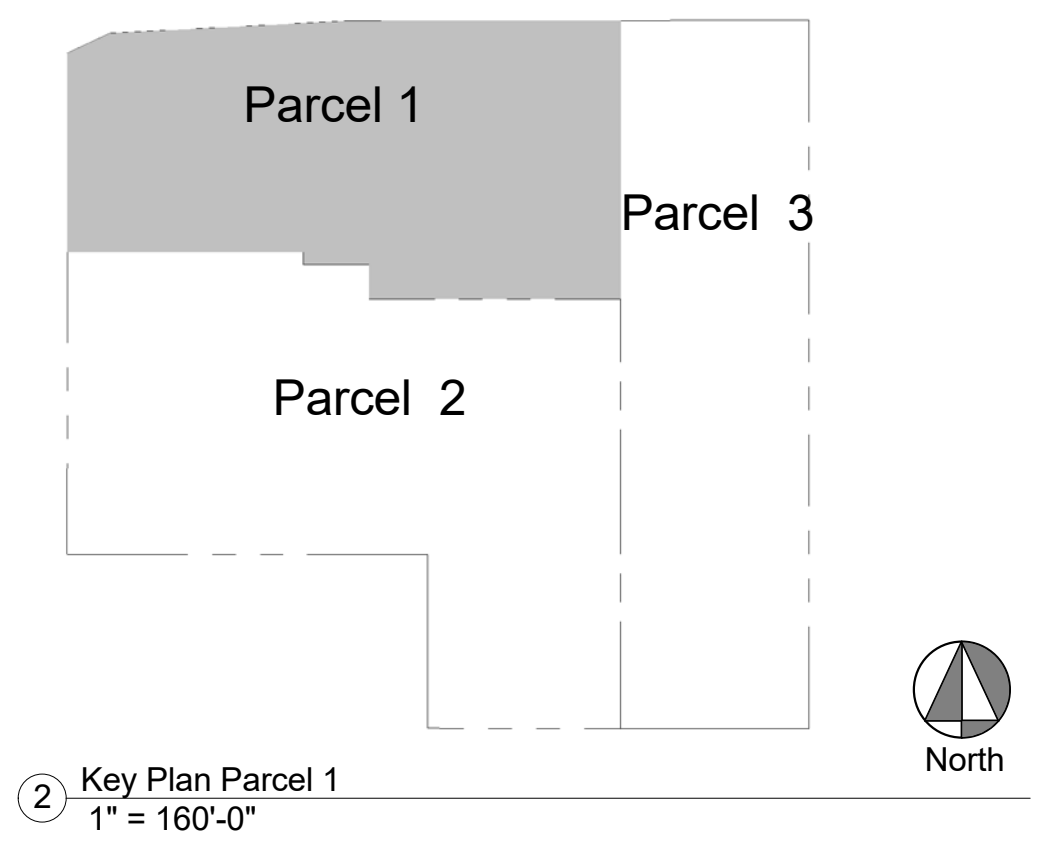 Parcel 1
Parcel 3
Parcel 2
North
2
Key Plan Parcel 1
1" = 160'-0"